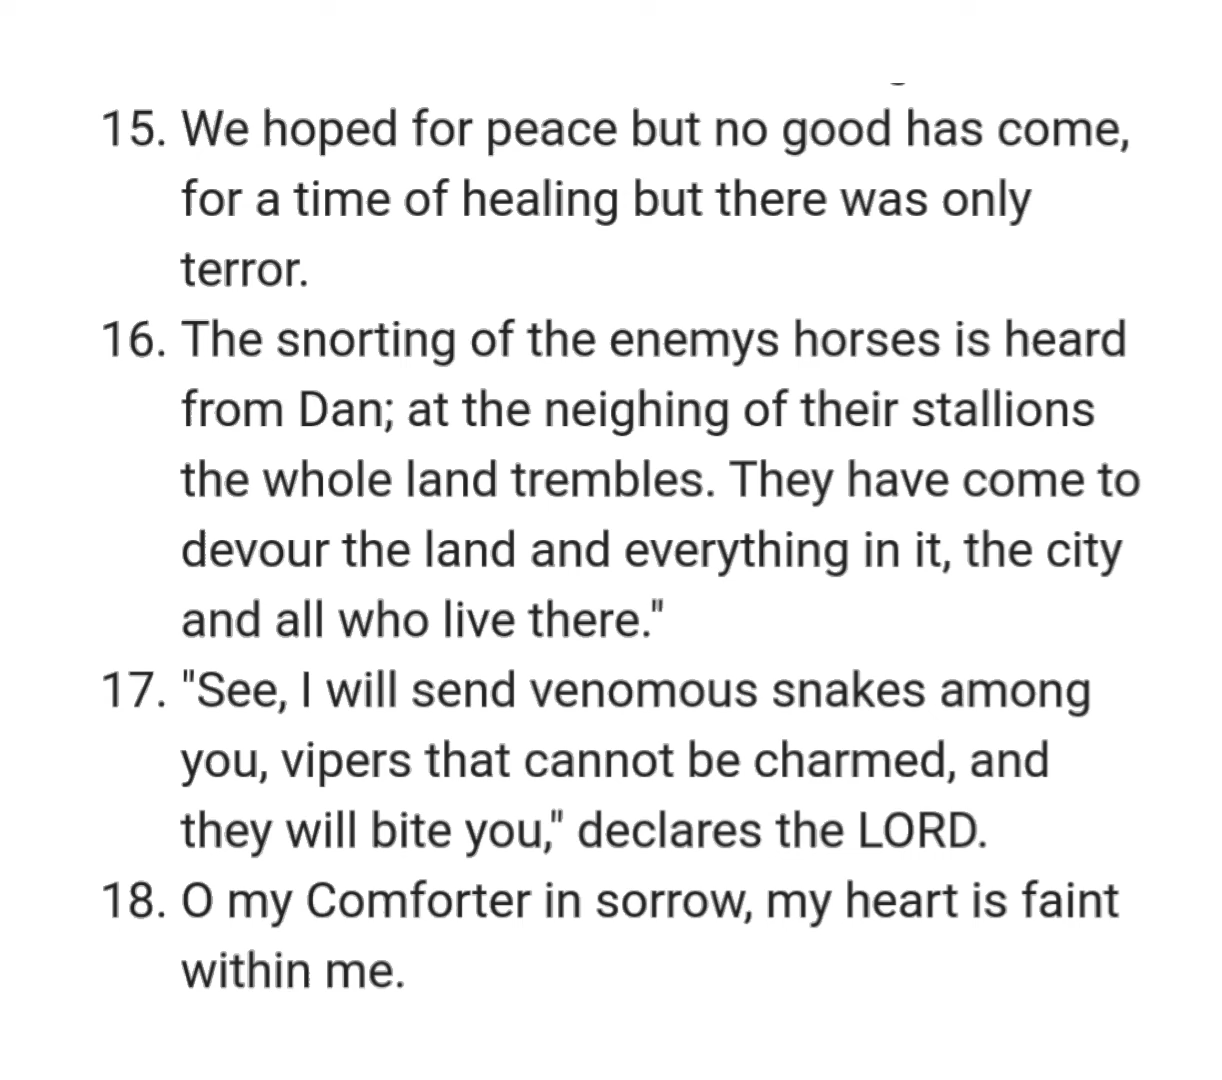 15. We hoped for peace but no good has come,
for a time of healing but there was only
terror.
16. The snorting of the enemys horses is heard
from Dan; at the neighing of their stallions
the whole land trembles. They have come to
devour the land and everything in it, the city
and all who live there."
17. "See, I will send venomous snakes among
you, vipers that cannot be charmed, and
they will bite you," declares the LORD.
18. O my Comforter in sorrow, my heart is faint
within me.